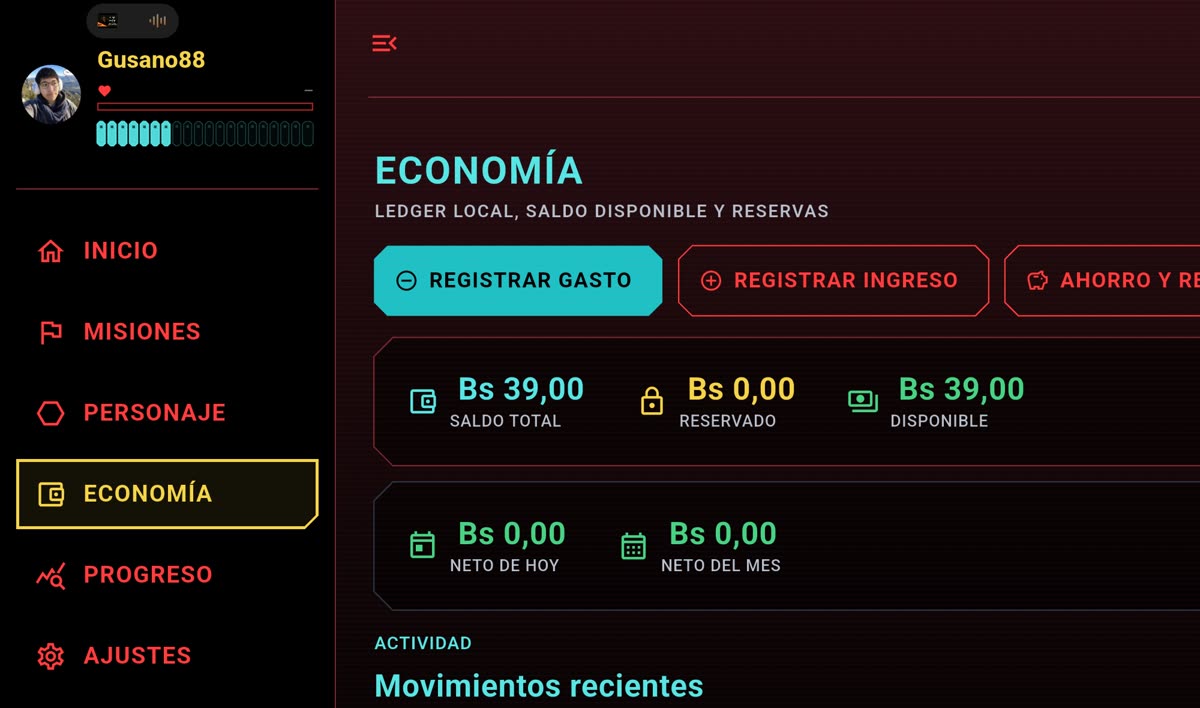 Gusano88
INICIO
MISIONES
PERSONAJE
ECONOMÍA
PROGRESO
AJUSTES
ECONOMÍA
LEDGER LOCAL, SALDO DISPONIBLE Y RESERVAS
REGISTRAR GASTO
REGISTRAR INGRESO
AHORRO Y RE
Bs 39,00
SALDO TOTAL
Bs 0,00
RESERVADO
Bs 39,00
DISPONIBLE
Bs 0,00
NETO DE HOY
Bs 0,00
NETO DEL MES
ACTIVIDAD
Movimientos recientes